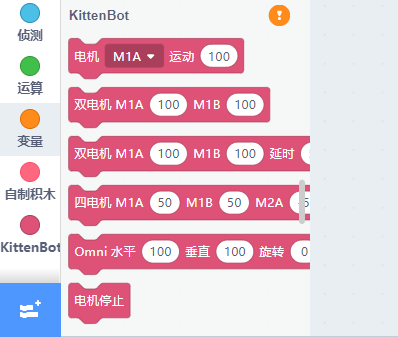 侦测
运算
变量
自制积木
KittenBot
KittenBot
电机 M1A 运动 100
双电机 M1A 100 M1B 100
双电机 M1A 100 M1B 100 延时
四电机 M1A 50 M1B 50 M2A
Omni 水平 100 垂直 100 旋转 0
电机停止